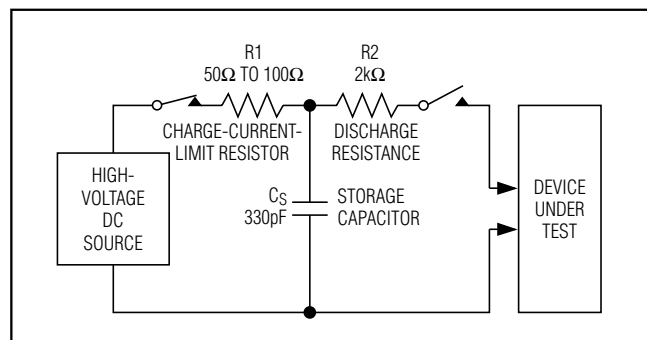 R1
50Ω TO 100Ω
CHARGE-CURRENT-
LIMIT RESISTOR
R2
2kΩ
DISCHARGE
RESISTANCE
HIGH-
VOLTAGE
DC
SOURCE
CS
330pF
STORAGE
CAPACITOR
DEVICE
UNDER
TEST